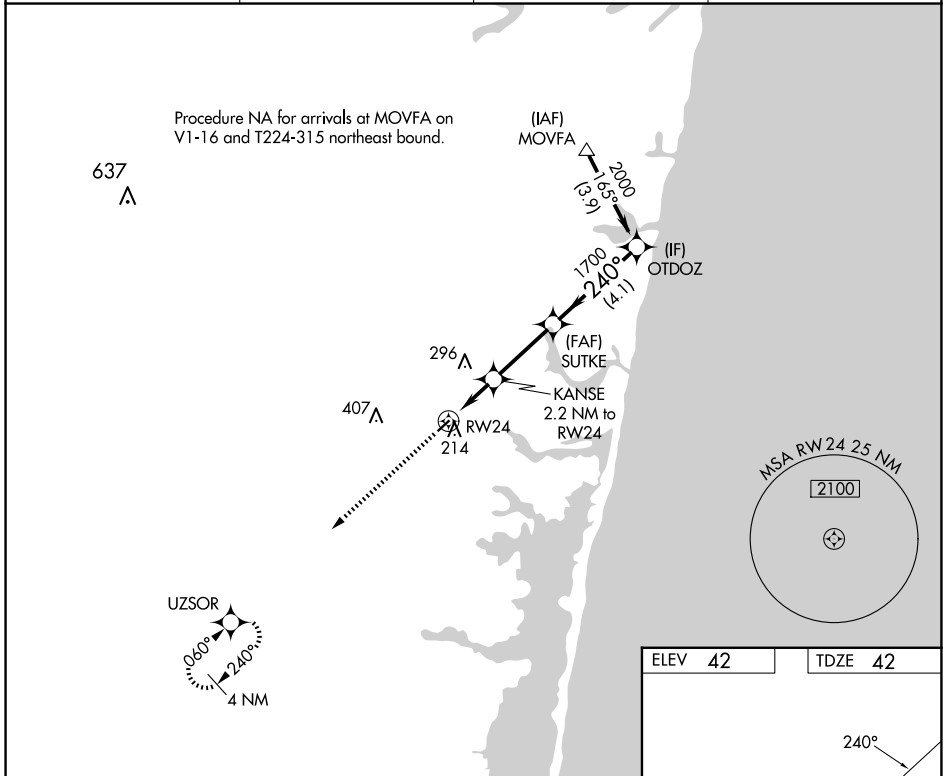 Procedure NA for arrivals at MOVFA on
V1-16 and T224-315 northeast bound.
(IAF)
MOVFA
637
2000
165°
(3.9)
(IF)
OTDOZ
1700
240°
(4.1)
(FAF)
SUTKE
296
KANSE
2.2 NM to
RW24
407
RW24
214
MSA RW24 25 NM
2100
UZSOR
060°
240°
4 NM
ELEV 42
TDZE 42
240°